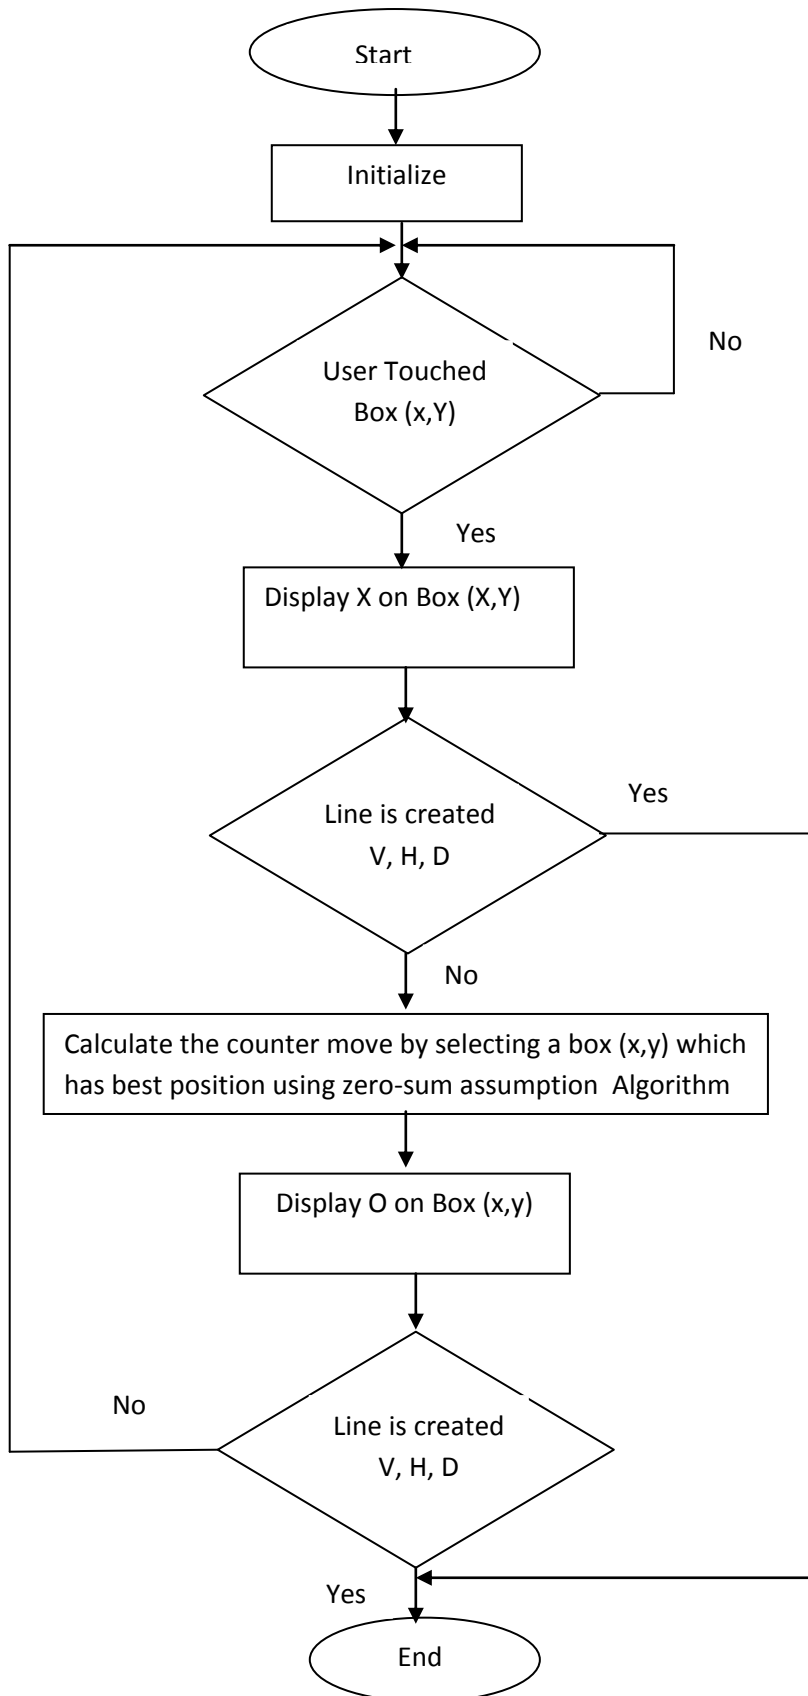 Start
Initialize
No
User Touched
Box (x,Y)
Yes
Display X on Box (X,Y)
Yes
Line is created
V, H, D
No
Calculate the counter move by selecting a box (x,y) which
has best position using zero-sum assumption Algorithm
Display O on Box (x,y)
No
Line is created
V, H, D
Yes
End